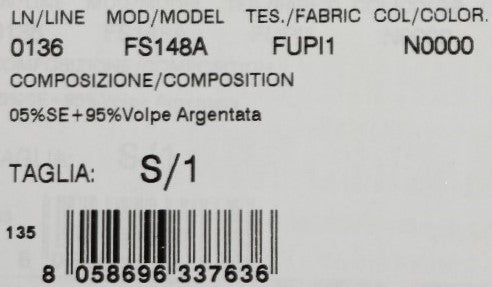 LN/LINE MOD/MODEL TES./FABRIC COL/COLOR.
0136 FS148A FUPI1 N0000
COMPOSIZIONE/COMPOSITION
05%SE+95%Volpe Argentata
TAGLIA: S/1
135
8 058696 337636